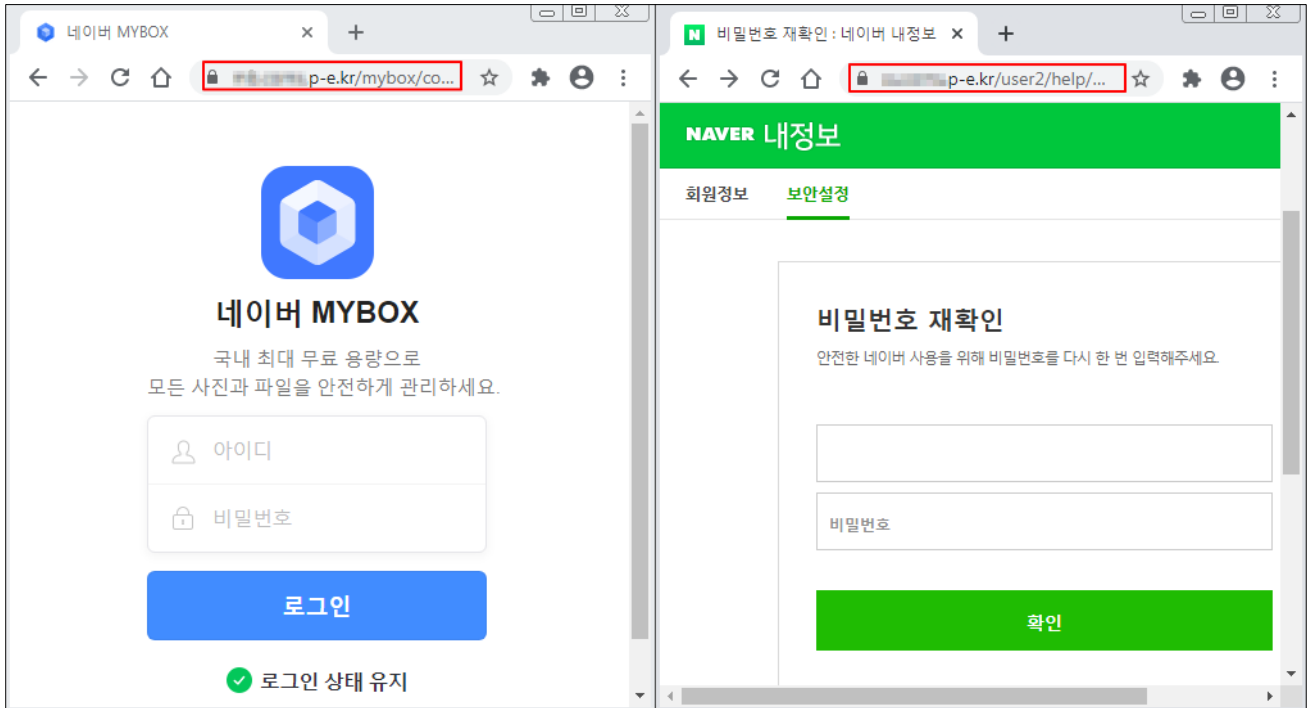 네이버 MYBOX
p-e.kr/mybox/co...
네이버 MYBOX
국내 최대 무료 용량으로
모든 사진과 파일을 안전하게 관리하세요.
아이디
비밀번호
로그인
로그인 상태 유지
비밀번호 재확인 : 네이버 내정보
p-e.kr/user2/help/...
NAVER 내정보
회원정보 보안설정
비밀번호 재확인
안전한 네이버 사용을 위해 비밀번호를 다시 한 번 입력해주세요.
비밀번호
확인